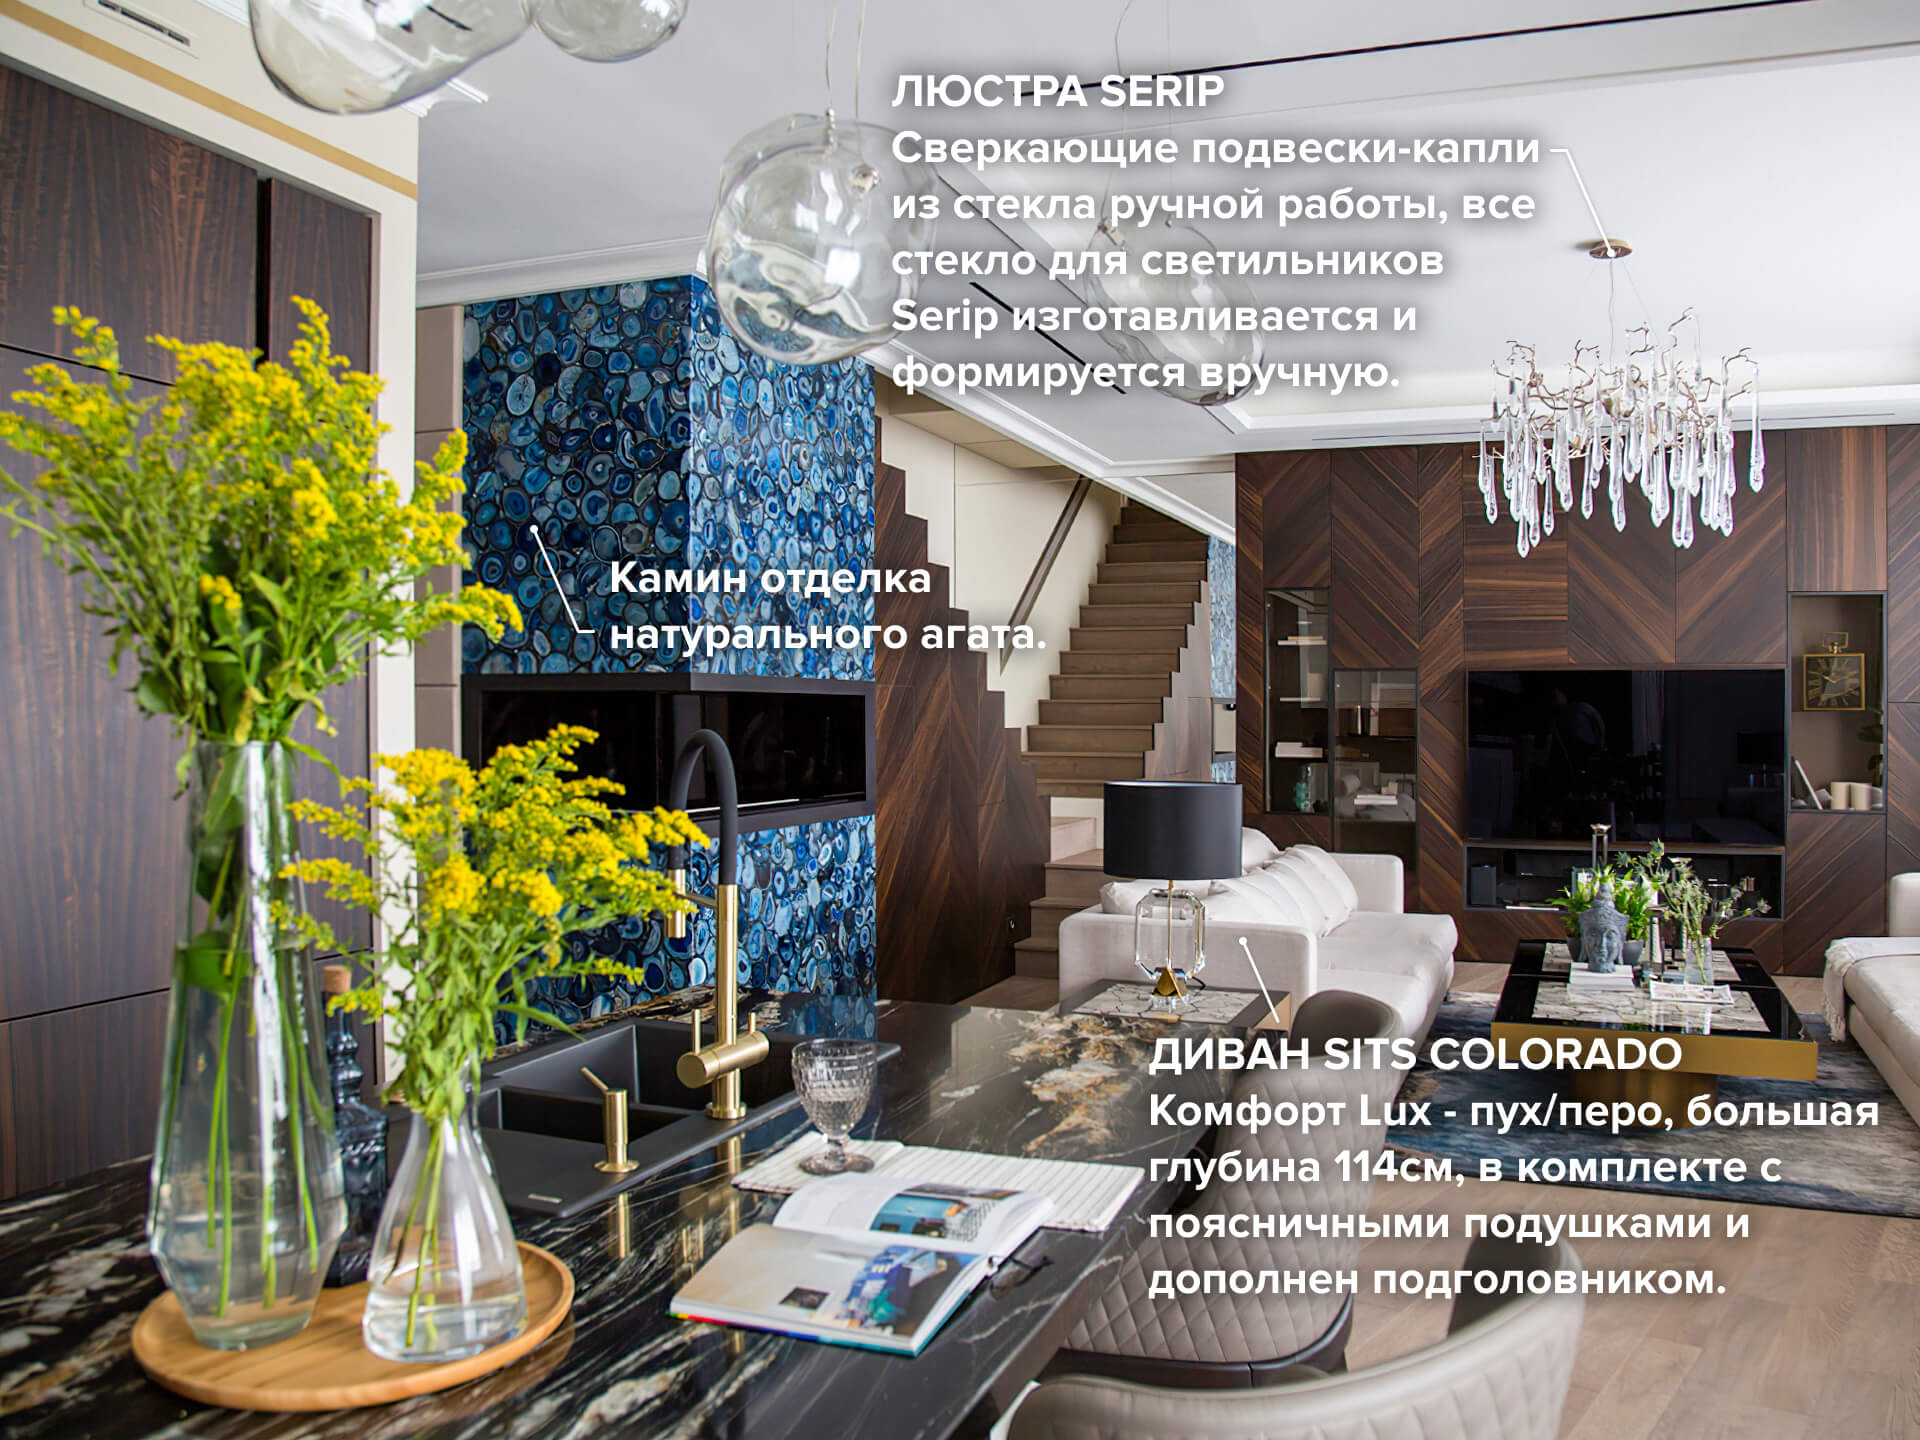 ЛЮСТРА SERIP
Сверкающие подвески-капли
из стекла ручной работы, все
стекло для светильников
Serip изготавливается и
формируется вручную.
Камин отделка
натурального агата.
ДИВАН SITS COLORADO
Комфорт Lux - пух/перо, большая
глубина 114см, в комплекте с
поясничными подушками и
дополнен подголовником.